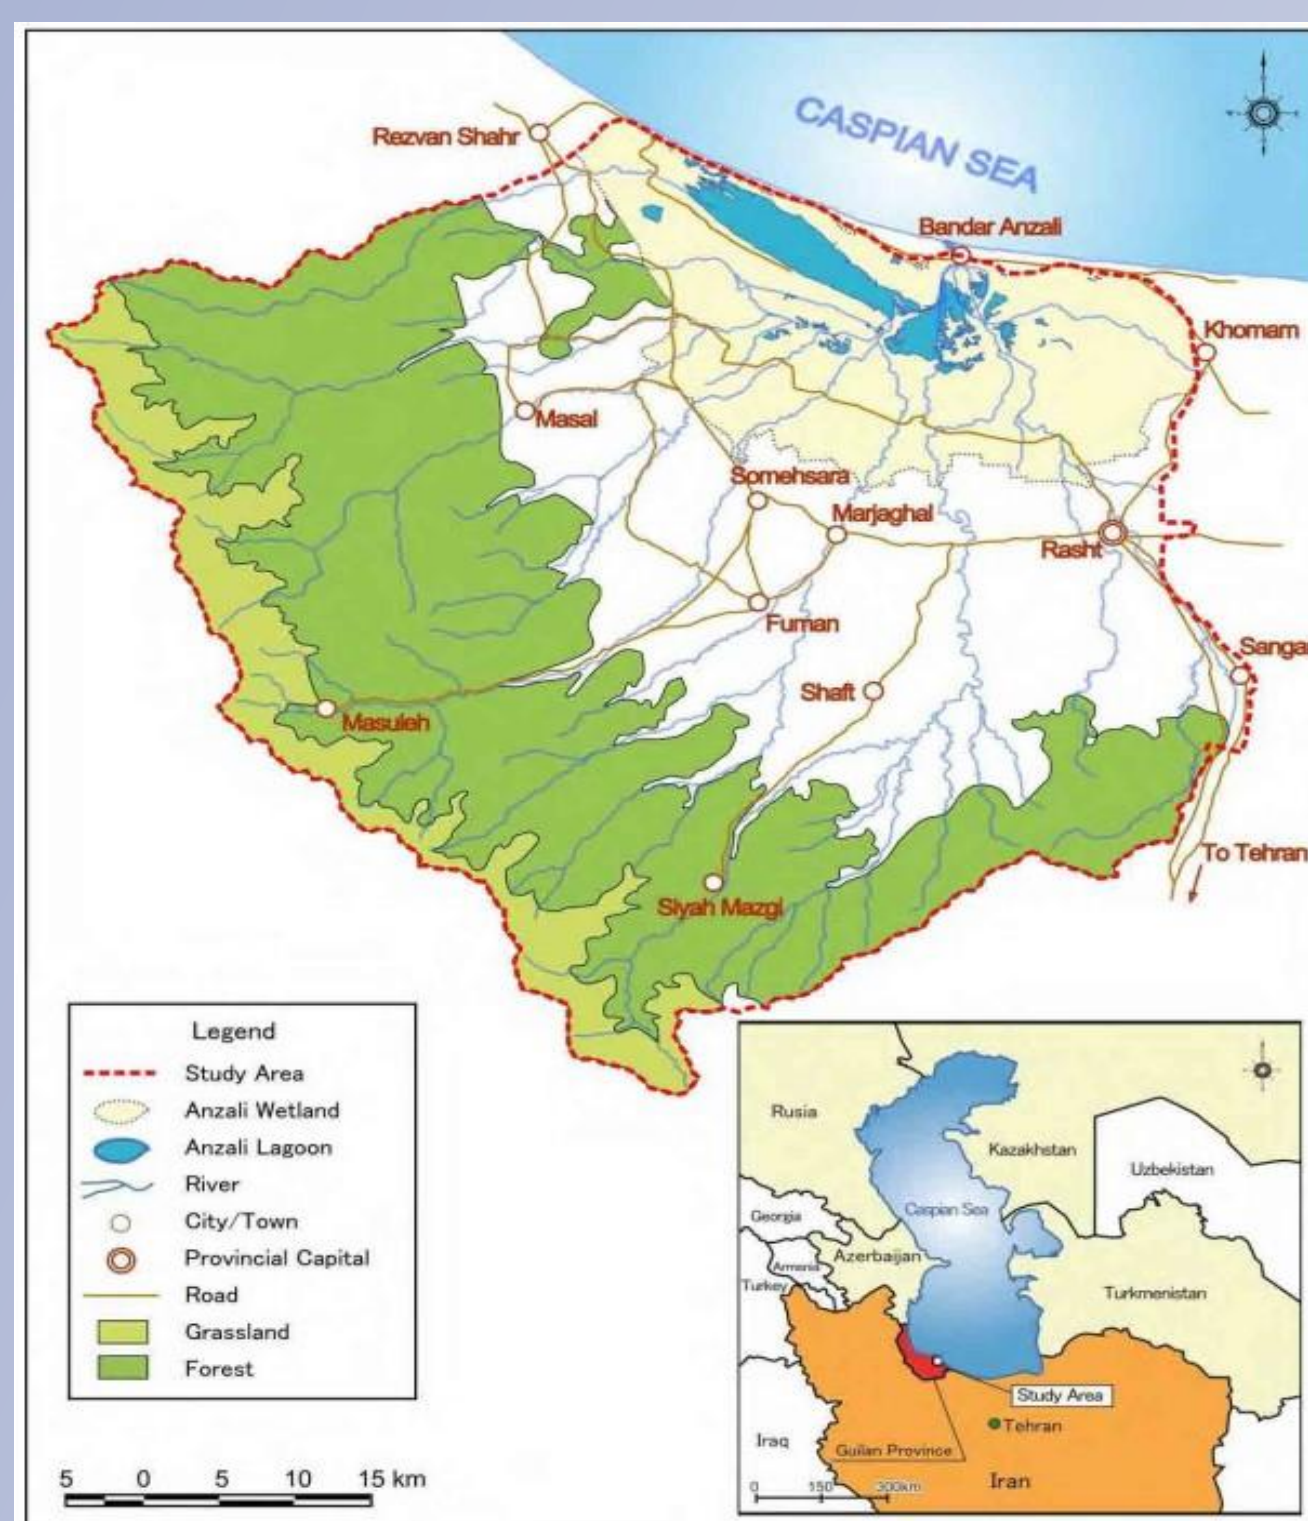 CASPIAN SEA
Rezvan Shahr
Bandar Anzali
Khomam
Masal
Somehsara
Marjaghal
Rasht
Fuman
Sanga
Shaft
Masuleh
To Tehran
Siyah Mazgi
Legend
Study Area
Anzali Wetland
Anzali Lagoon
River
City/Town
Provincial Capital
Road
Grassland
Forest
5 0 5 10 15 km
Rusia
Kazakhstan
Uzbekistan
Georgia
Caspian Sea
Azerbaijan
Armenia
Turkey
Turkmenistan
Study Area
Tehran
Iraq
Guilan Province
Iran
0 150 300km